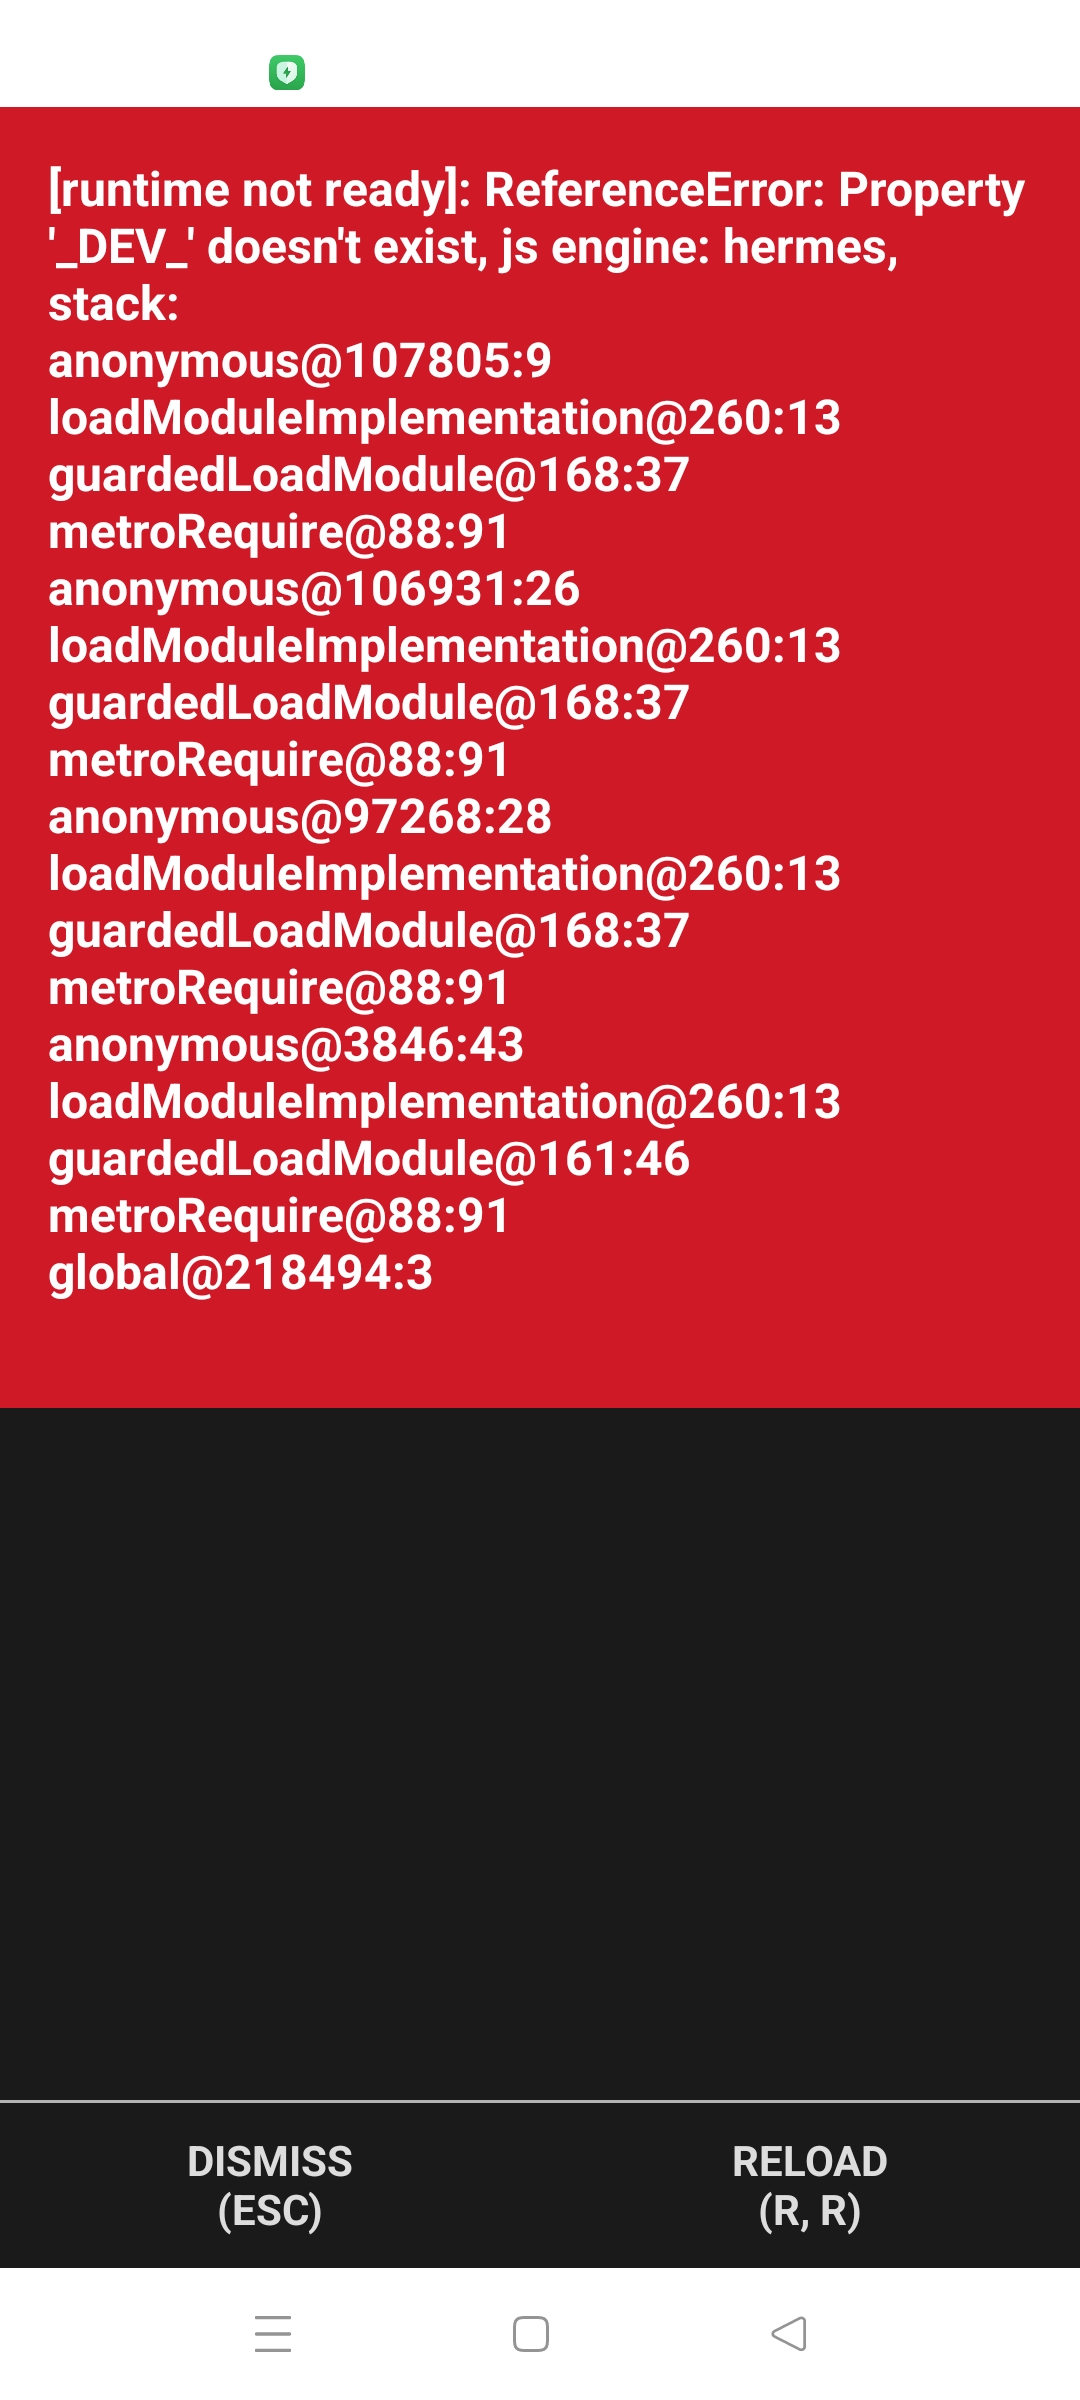 [runtime not ready]: ReferenceError: Property
'_DEV_' doesn't exist, js engine: hermes,
stack:
anonymous@107805:9
loadModuleImplementation@260:13
guardedLoadModule@168:37
metroRequire@88:91
anonymous@106931:26
loadModuleImplementation@260:13
guardedLoadModule@168:37
metroRequire@88:91
anonymous@97268:28
loadModuleImplementation@260:13
guardedLoadModule@168:37
metroRequire@88:91
anonymous@3846:43
loadModuleImplementation@260:13
guardedLoadModule@161:46
metroRequire@88:91
global@218494:3
DISMISS
(ESC)
RELOAD
(R, R)